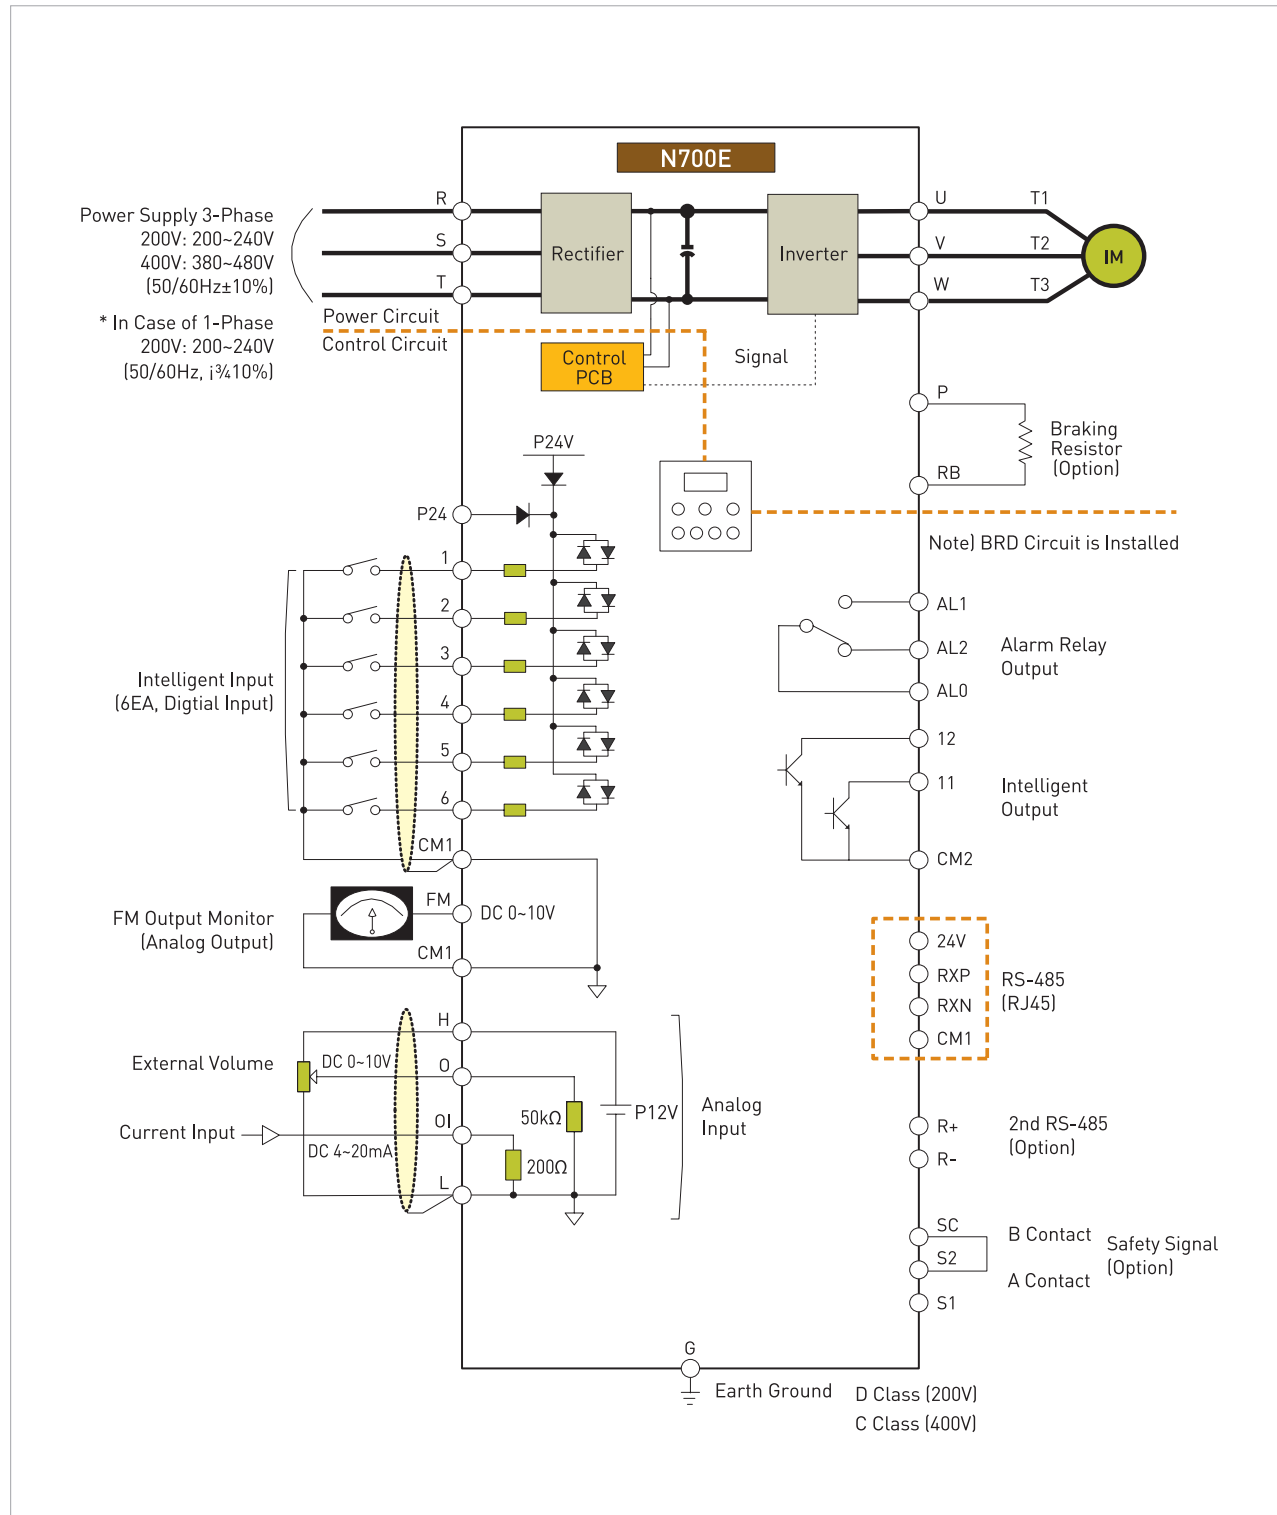 N700E
Power Supply 3-Phase
200V: 200~240V
400V: 380~480V
(50/60Hz±10%)
* In Case of 1-Phase
200V: 200~240V
(50/60Hz, ¡¾10%)
R
S
T
Rectifier
Inverter
U
V
W
T1
T2
T3
IM
Power Circuit
Control Circuit
Control
PCB
Signal
P
RB
Braking
Resistor
(Option)
Note) BRD Circuit is Installed
P24V
P24
1
2
3
4
5
6
CM1
Intelligent Input
(6EA, Digtial Input)
AL1
AL2
AL0
Alarm Relay
Output
12
11
CM2
Intelligent
Output
FM Output Monitor
(Analog Output)
FM
DC 0~10V
CM1
24V
RXP
RXN
CM1
RS-485
(RJ45)
External Volume
DC 0~10V
Current Input
DC 4~20mA
H
O
OI
L
50kΩ
200Ω
P12V
Analog
Input
R+
R-
2nd RS-485
(Option)
SC
S2
S1
B Contact
A Contact
Safety Signal
(Option)
G
Earth Ground
D Class (200V)
C Class (400V)